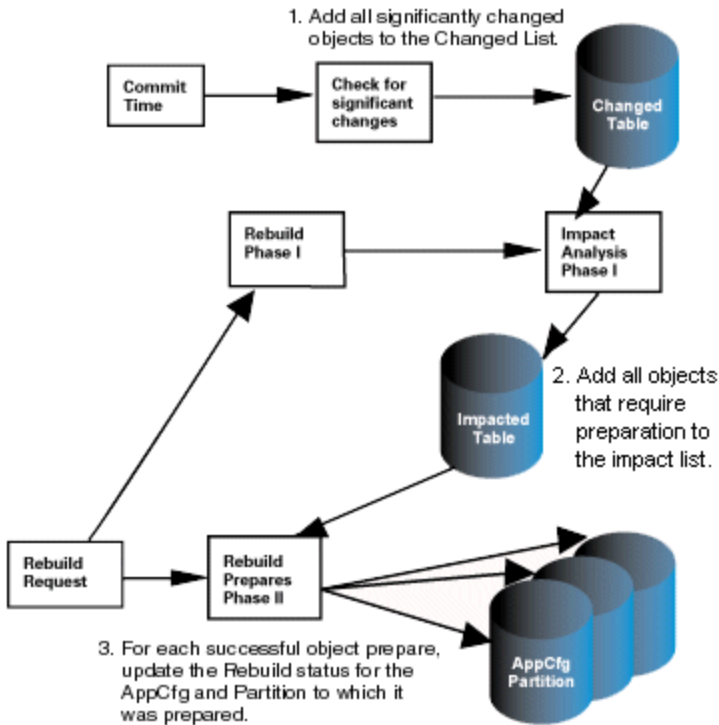 1. Add all significantly changed
objects to the Changed List.
Commit
Time
Check for
significant
changes
Changed
Table
Rebuild
Phase I
Impact
Analysis
Phase I
Impacted
Table
2. Add all objects
that require
preparation to
the impact list.
Rebuild
Request
Rebuild
Prepares
Phase II
AppCfg
Partition
3. For each successful object prepare,
update the Rebuild status for the
AppCfg and Partition to which it
was prepared.